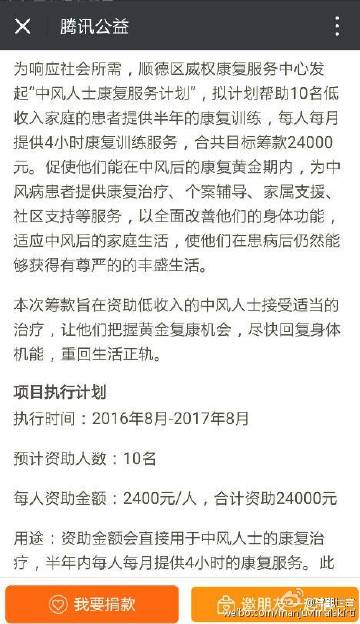 腾讯公益
为响应社会所需，顺德区威权康复服务中心发
起“中风人士康复服务计划”，拟计划帮助10名低
收入家庭的患者提供半年的康复训练，每人每月
提供4小时康复训练服务，合共目标筹款24000
元。促使他们能在中风后的康复黄金期内，为中
风病患者提供康复治疗、个案辅导、家属支援、
社区支持等服务，以全面改善他们的身体功能，
适应中风后的家庭生活，使他们在患病后仍然能
够获得有尊严的的丰盛生活。
本次筹款旨在资助低收入的中风人士接受适当的
治疗，让他们把握黄金复康机会，尽快回复身体
机能，重回生活正轨。
项目执行计划
执行时间：2016年8月-2017年8月
预计资助人数：10名
每人资助金额：2400元/人，合计资助24000元
用途：资助金额会直接用于中风人士的康复治
疗，半年内每人每月提供4小时的康复服务。此
我要捐款
邀朋友一起捐